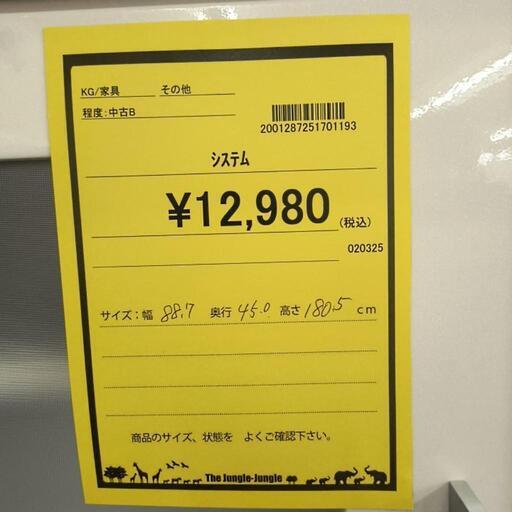 KG/家具 その他
程度:中古B
2001287251701193
システム
¥12,980(税込)
020325
サイズ:幅 88.7 奥行 45.0 高さ 180.5 cm
商品のサイズ、状態を よくご確認下さい。
The Jungle-Jungle